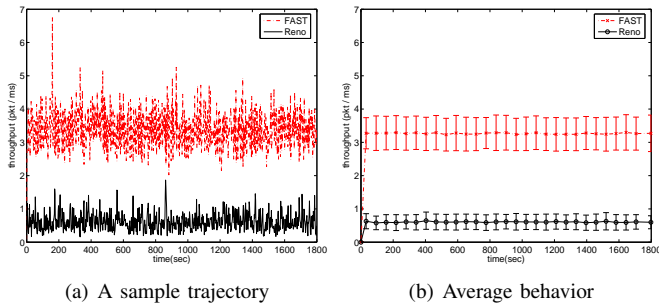 7
6
5
4
3
2
1
0
throughput (pkt / ms)
0 200 400 600 800 1000 1200 1400 1600 1800
time(sec)
FAST
Reno
(a) A sample trajectory
7
6
5
4
3
2
1
0
throughput (pkt / ms)
0 200 400 600 800 1000 1200 1400 1600 1800
time(sec)
FAST
Reno
(b) Average behavior